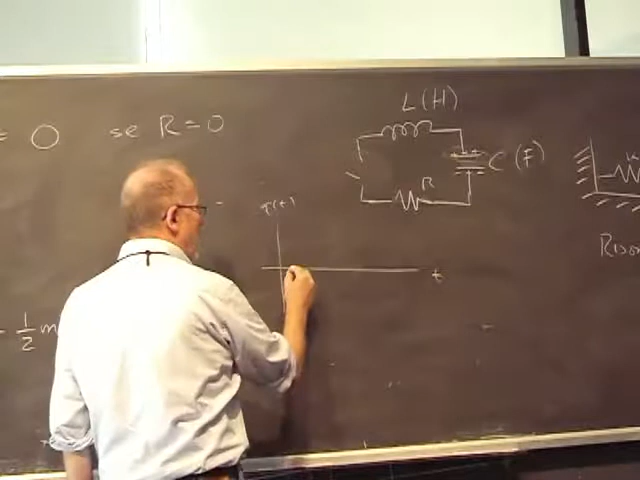 = 0 se R = 0
L (H)
C (F)
R
q(t)
t
1/2 m